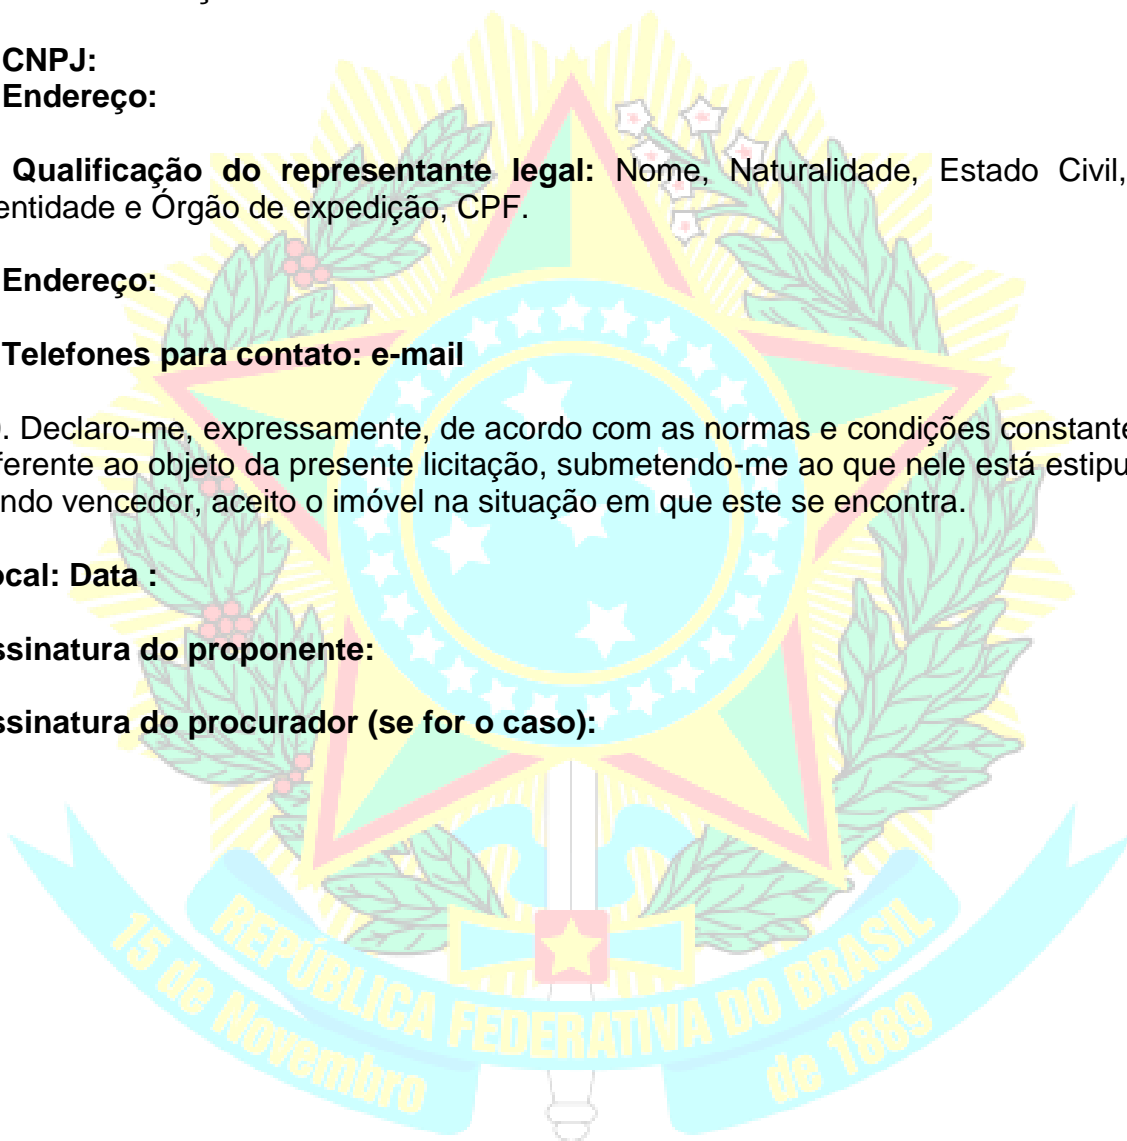 CNPJ:
Endereço:
Qualificação do representante legal: Nome, Naturalidade, Estado Civil,
entidade e Órgão de expedição, CPF.
Endereço:
Telefones para contato: e-mail
. Declaro-me, expressamente, de acordo com as normas e condições constante
ferente ao objeto da presente licitação, submetendo-me ao que nele está estipu
ndo vencedor, aceito o imóvel na situação em que este se encontra.
ocal: Data :
ssinatura do proponente:
ssinatura do procurador (se for o caso):
REPÚBLICA FEDERATIVA DO BRASIL
15 de Novembro
de 1889